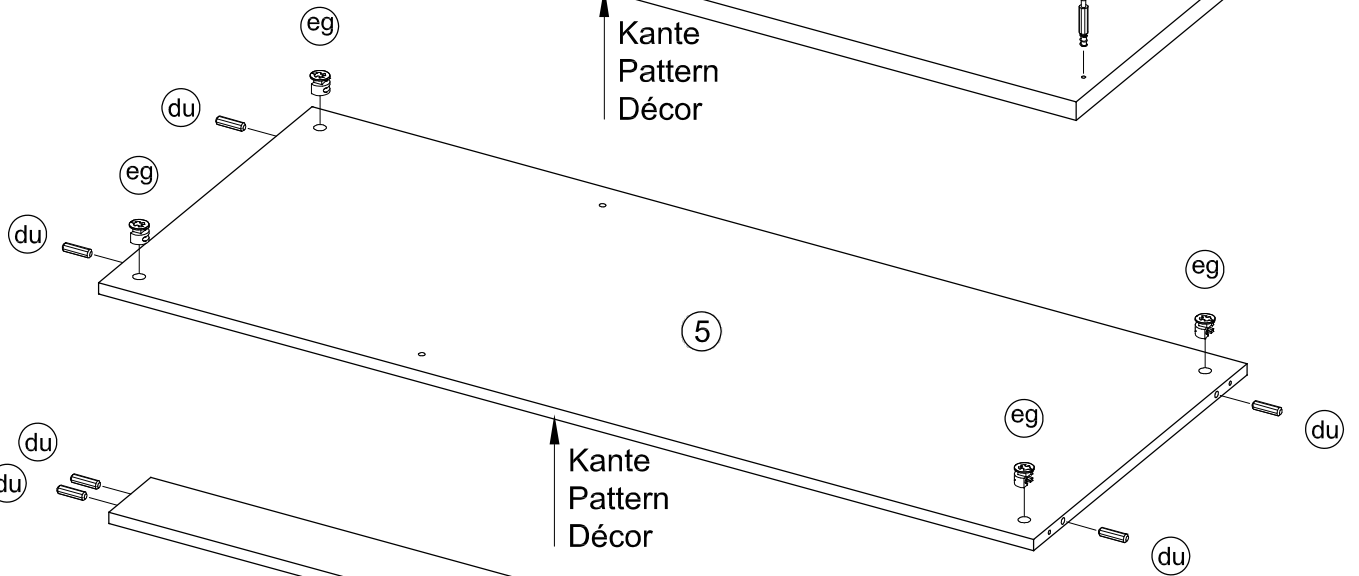 eg
Kante
Pattern
Décor
du
eg
du
eg
5
eg
du
du
Kante
Pattern
Décor
du
du